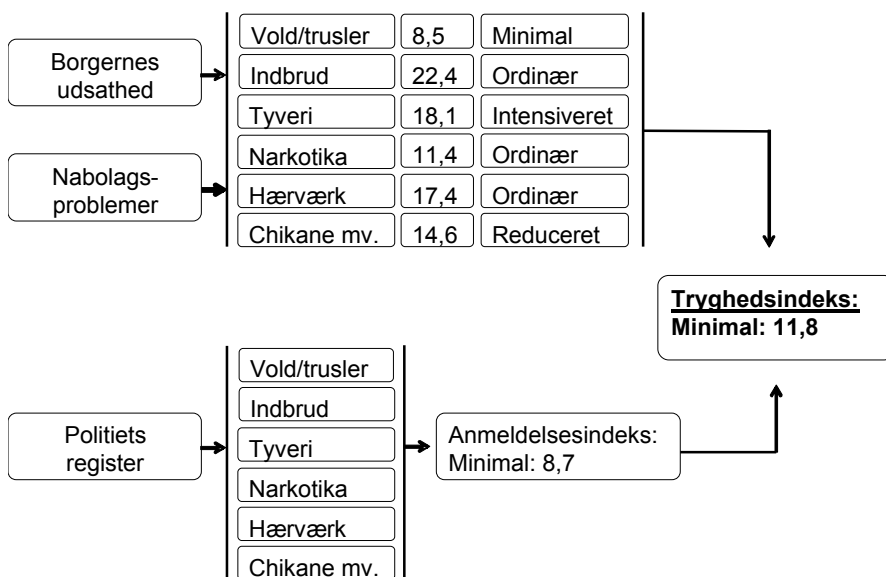 Borgernes
udsathed
Nabolags-
problemer
Vold/trusler 8,5 Minimal
Indbrud 22,4 Ordinær
Tyveri 18,1 Intensiveret
Narkotika 11,4 Ordinær
Hærværk 17,4 Ordinær
Chikane mv. 14,6 Reduceret
Tryghedsindeks:
Minimal: 11,8
Politiets
register
Vold/trusler
Indbrud
Tyveri
Narkotika
Hærværk
Chikane mv.
Anmeldelsesindeks:
Minimal: 8,7